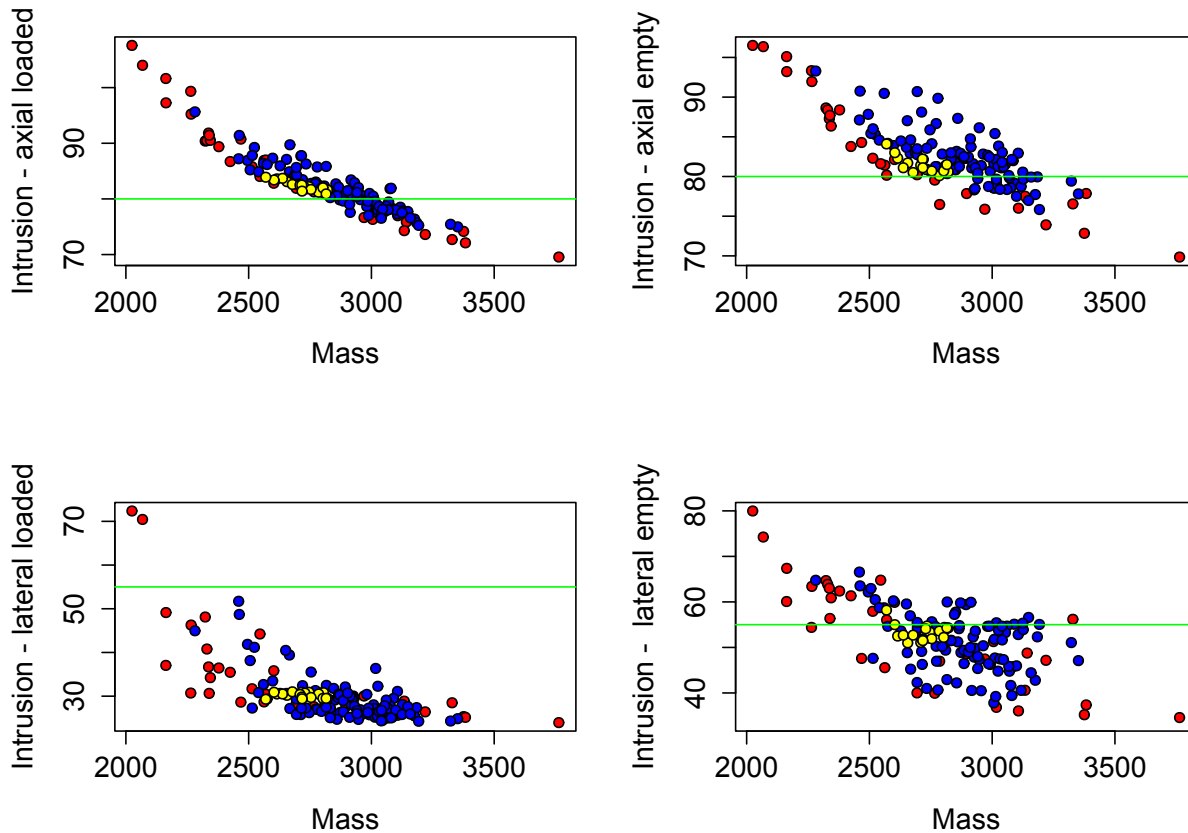 Intrusion - axial loaded
70
90
2000 2500 3000 3500
Mass
Intrusion - axial empty
70
80
90
2000 2500 3000 3500
Mass
Intrusion - lateral loaded
30
50
70
2000 2500 3000 3500
Mass
Intrusion - lateral empty
40
60
80
2000 2500 3000 3500
Mass